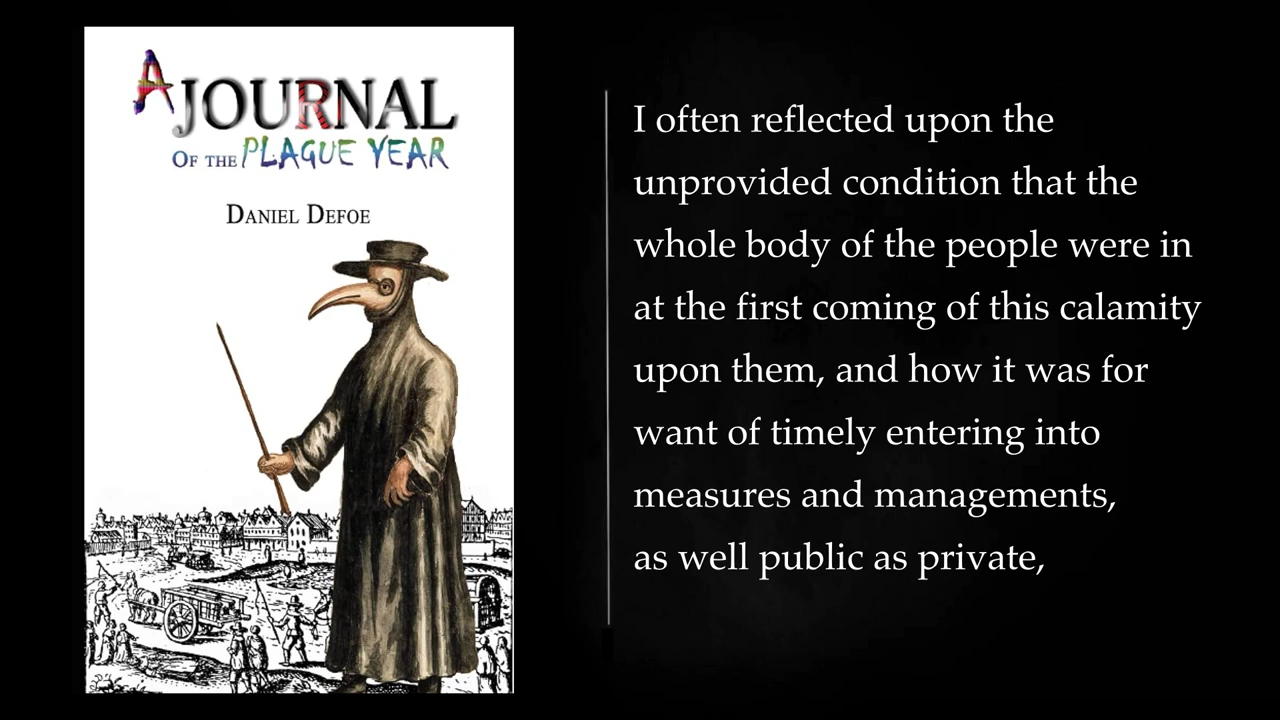 A JOURNAL
OF THE PLAGUE YEAR
DANIEL DEFOE
I often reflected upon the
unprovided condition that the
whole body of the people were in
at the first coming of this calamity
upon them, and how it was for
want of timely entering into
measures and managements,
as well public as private,